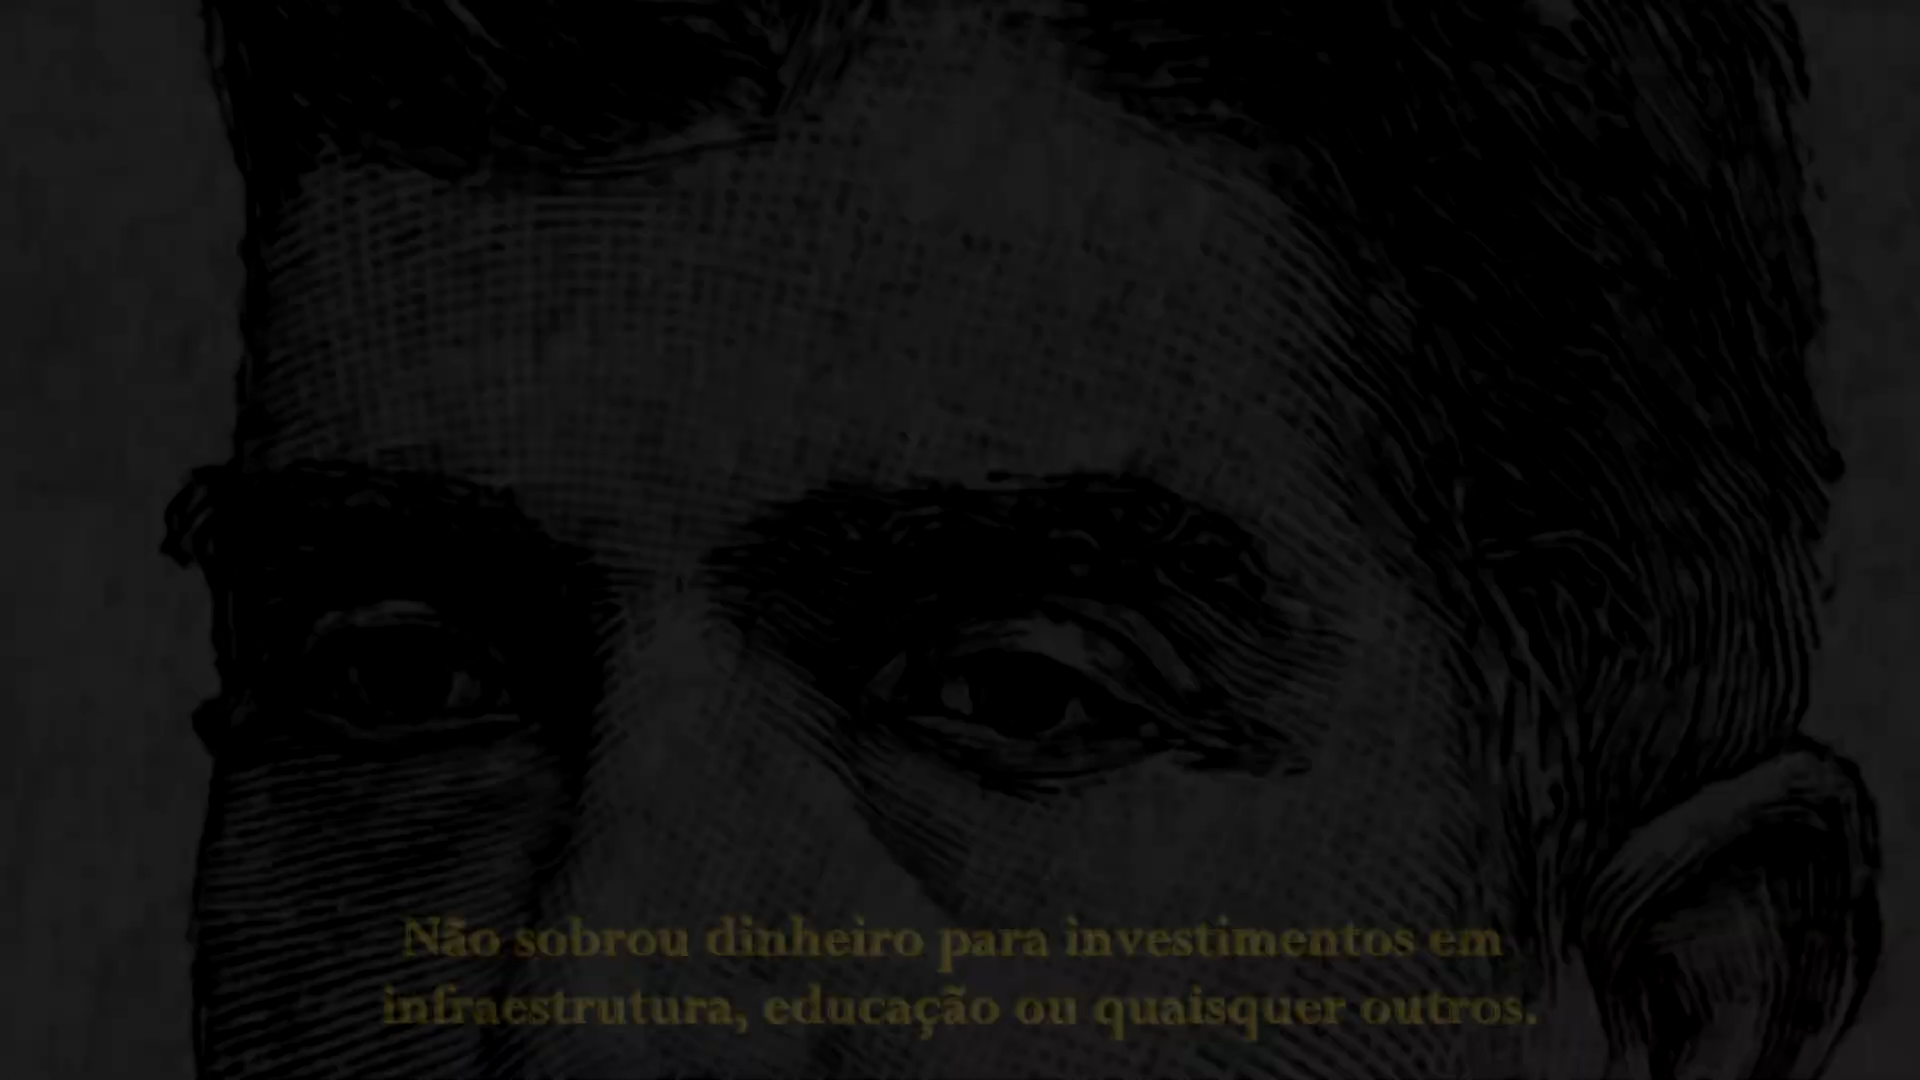 Não sobrou dinheiro para investimentos em
infraestrutura, educação ou quaisquer outros.